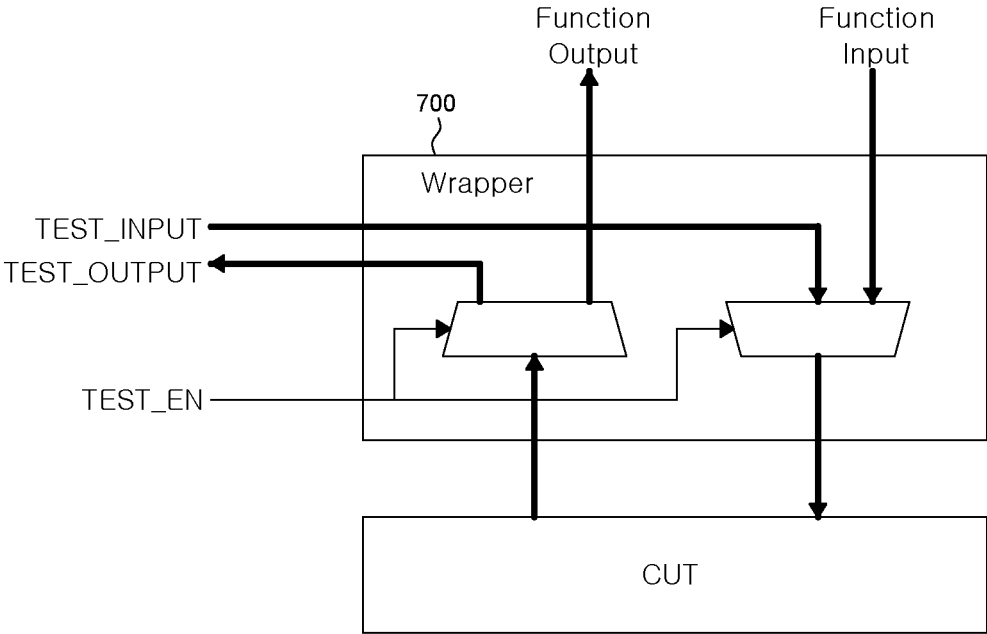 Function
Output
Function
Input
700
Wrapper
TEST_INPUT
TEST_OUTPUT
TEST_EN
CUT